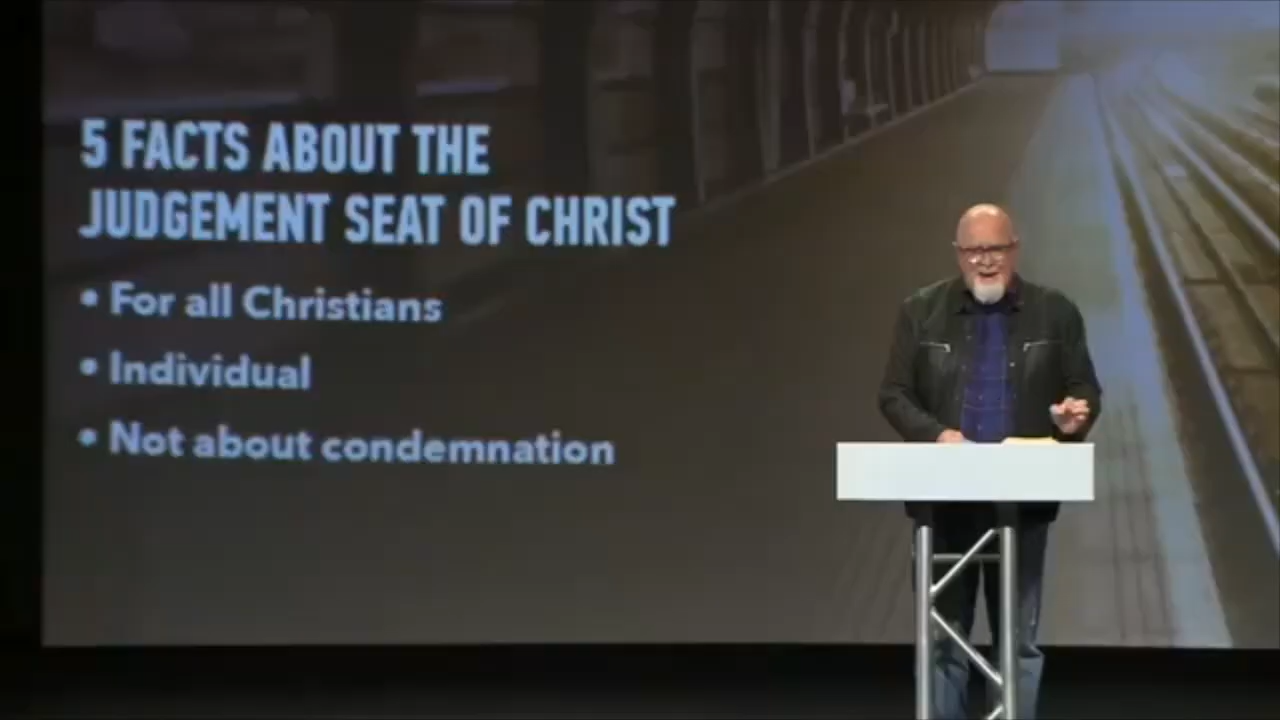 5 FACTS ABOUT THE
JUDGEMENT SEAT OF CHRIST
• For all Christians
• Individual
• Not about condemnation